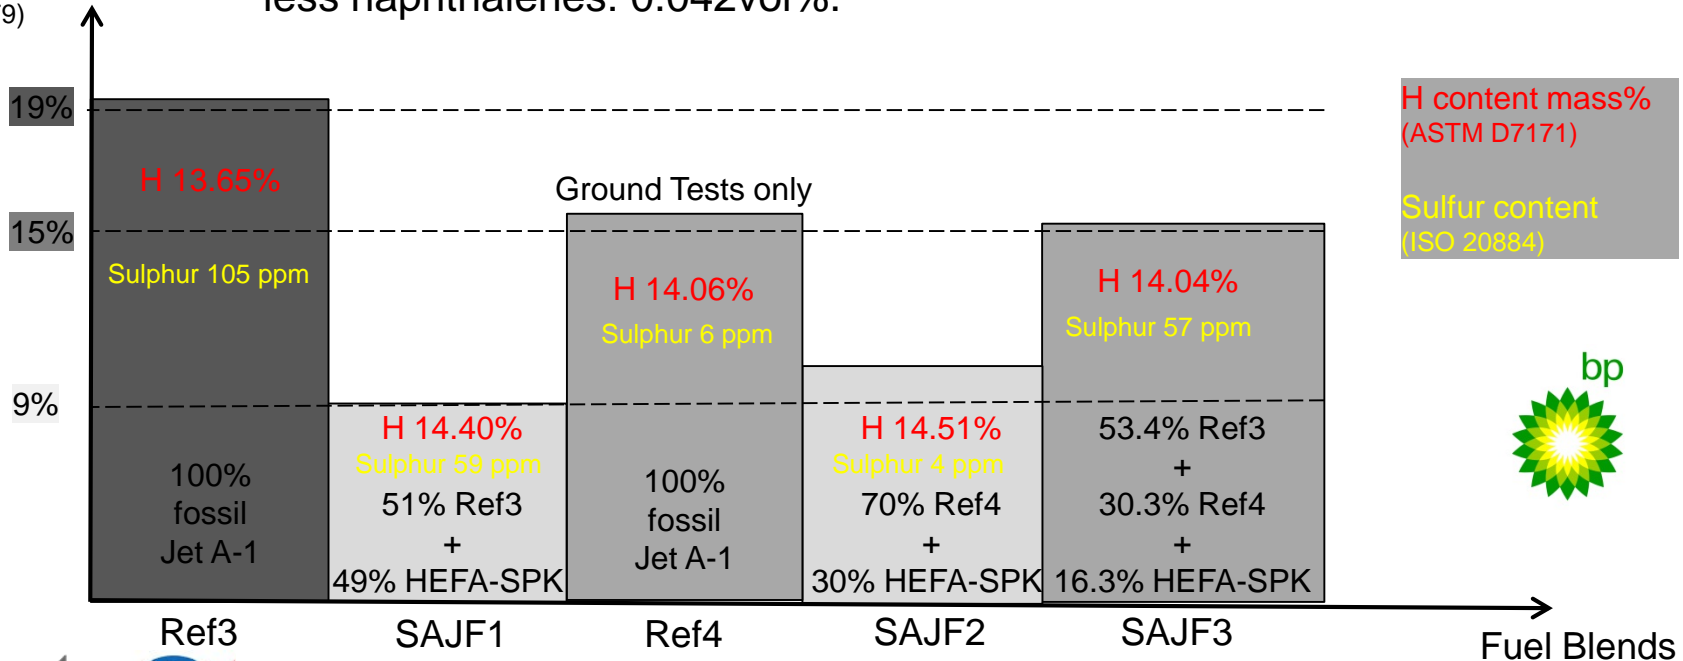 less naphthalenes: 0.042vol%.
19%
15%
9%
H 13.65%
Sulphur 105 ppm
100%
fossil
Jet A-1
H 14.40%
Sulphur 59 ppm
51% Ref3
+
49% HEFA-SPK
Ground Tests only
H 14.06%
Sulphur 6 ppm
100%
fossil
Jet A-1
H 14.51%
Sulphur 4 ppm
70% Ref4
+
30% HEFA-SPK
H 14.04%
Sulphur 57 ppm
53.4% Ref3
+
30.3% Ref4
+
16.3% HEFA-SPK
H content mass%
(ASTM D7171)
Sulfur content
(ISO 20884)
bp
Ref3
SAJF1
Ref4
SAJF2
SAJF3
Fuel Blends